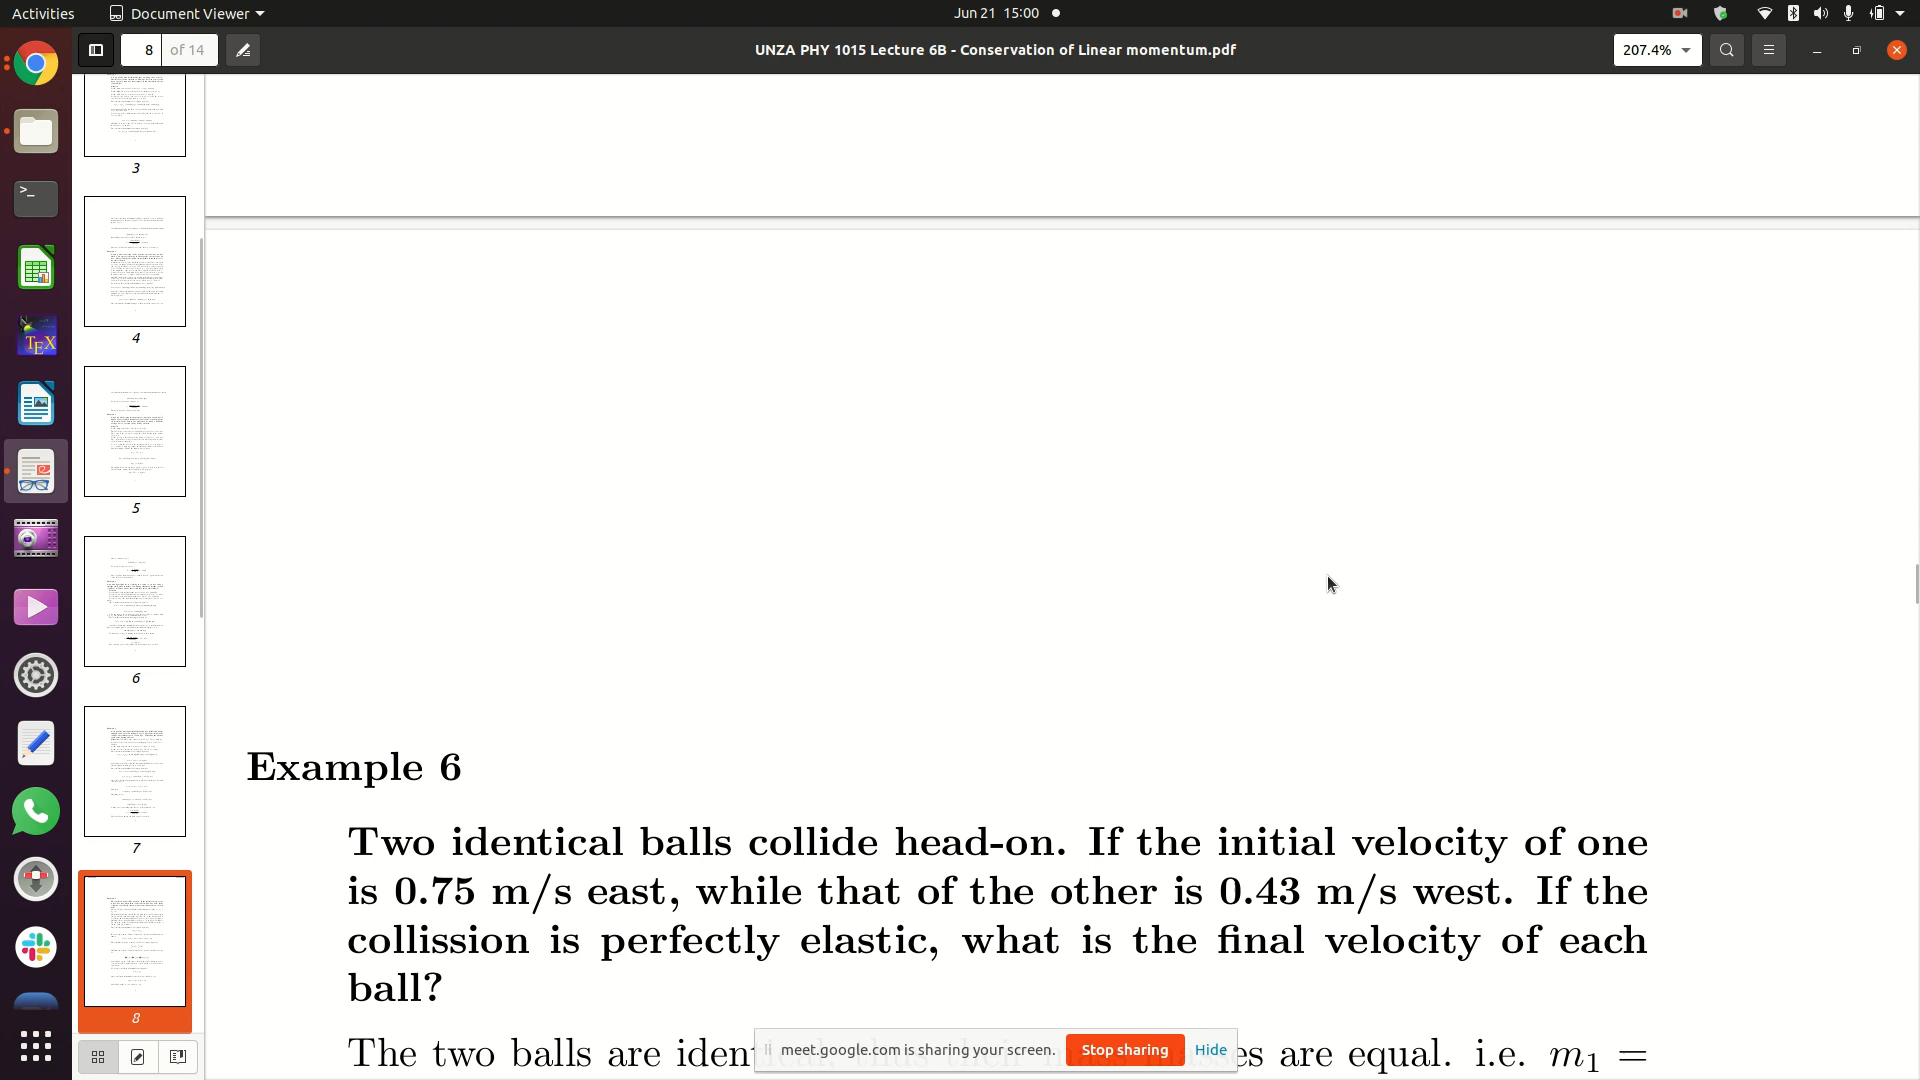 Activities
Document Viewer
Jun 21 15:00
8 of 14
UNZA PHY 1015 Lecture 6B - Conservation of Linear momentum.pdf
207.4%
3
4
5
6
7
8
Example 6
Two identical balls collide head-on. If the initial velocity of one
is 0.75 m/s east, while that of the other is 0.43 m/s west. If the
collission is perfectly elastic, what is the final velocity of each
ball?
The two balls are iden es are equal. i.e. m₁ =
meet.google.com is sharing your screen.
Stop sharing
Hide